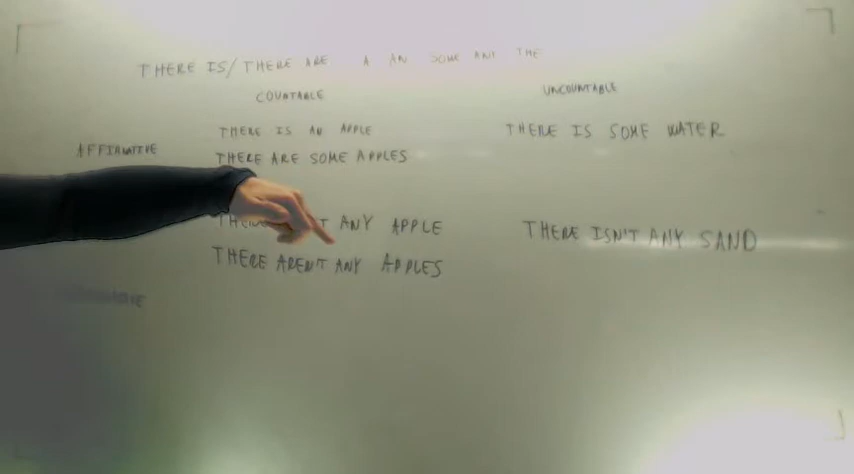 THERE IS/THERE ARE A AN SOME ANY THE
COUNTABLE UNCOUNTABLE
THERE IS AN APPLE THERE IS SOME WATER
AFFIRMATIVE THERE ARE SOME APPLES
ANY APPLE THERE ISN'T ANY SAND
THERE AREN'T ANY APPLES